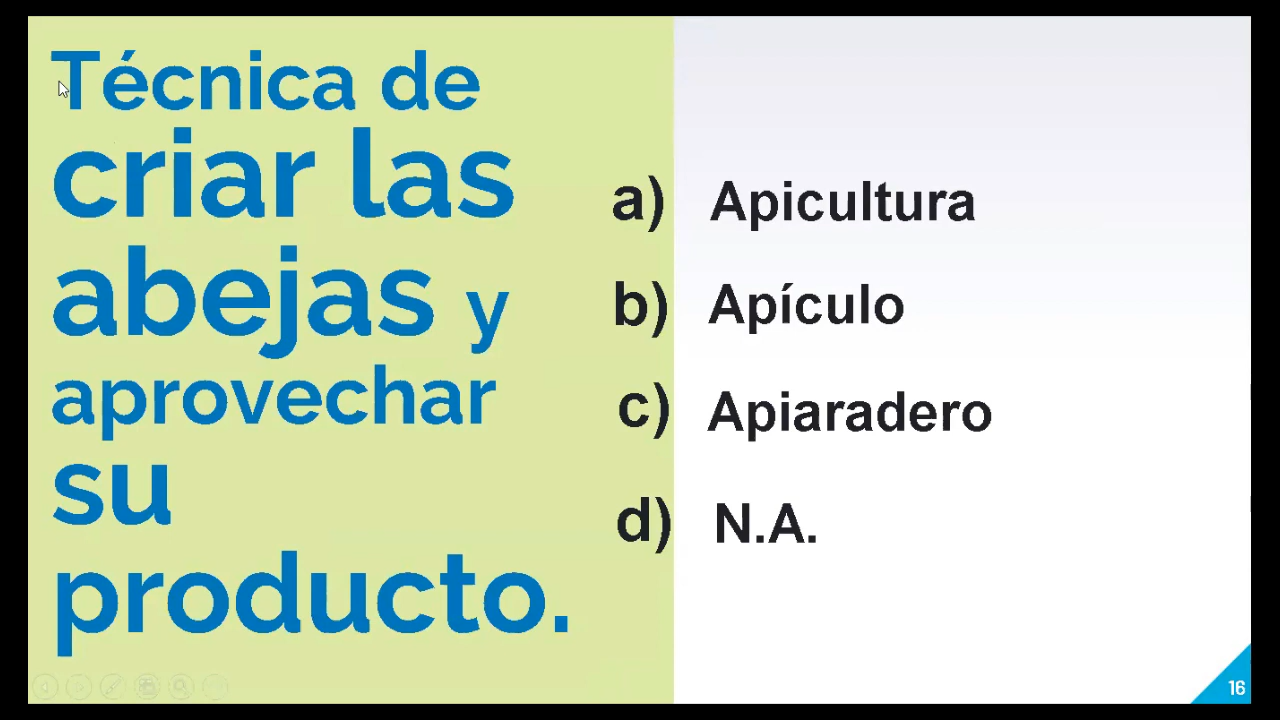 Técnica de
criar las
abejas y
aprovechar
su
producto.
a) Apicultura
b) Apículo
c) Apiaradero
d) N.A.
16